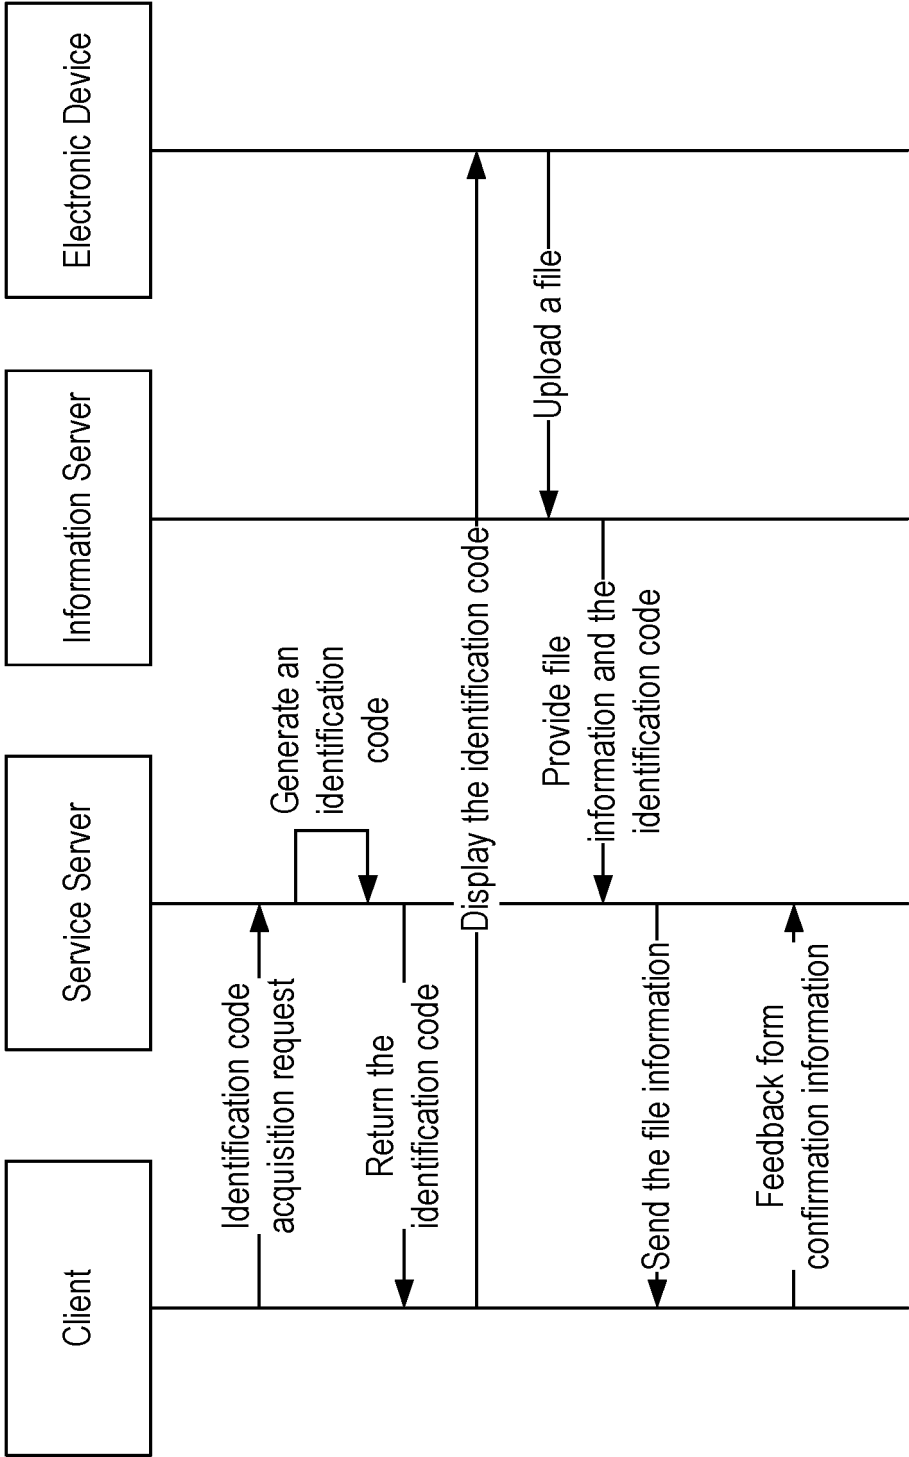 Client
Service Server
Information Server
Electronic Device
Identification code
acquisition request
Generate an
identification
code
Return the
identification code
Display the identification code
Upload a file
Provide file
information and the
identification code
Send the file information
Feedback form
confirmation information